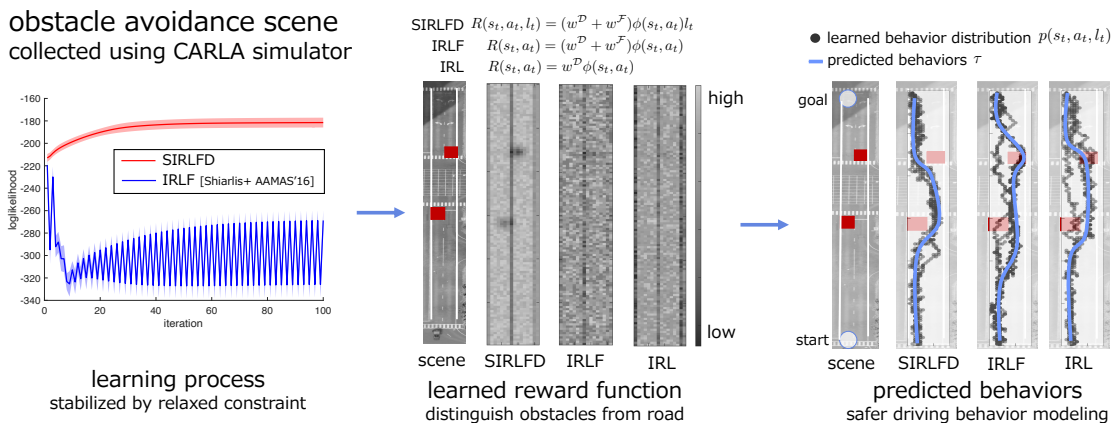 obstacle avoidance scene
collected using CARLA simulator
-160
-180
-200
-220
-240
-260
-280
-300
-320
-340
loglikelihood
0
20
40
60
80
100
iteration
SIRLFD
IRLF [Shiarlis+ AAMAS'16]
learning process
stabilized by relaxed constraint
SIRLFD R(s_t, a_t, l_t) = (w^𝒟 + w^ℱ)ϕ(s_t, a_t)l_t
IRLF R(s_t, a_t) = (w^𝒟 + w^ℱ)ϕ(s_t, a_t)
IRL R(s_t, a_t) = w^𝒟ϕ(s_t, a_t)
high
low
scene SIRLFD IRLF IRL
learned reward function
distinguish obstacles from road
learned behavior distribution p(s_t, a_t, l_t)
predicted behaviors τ
goal
start
scene SIRLFD IRLF IRL
predicted behaviors
safer driving behavior modeling